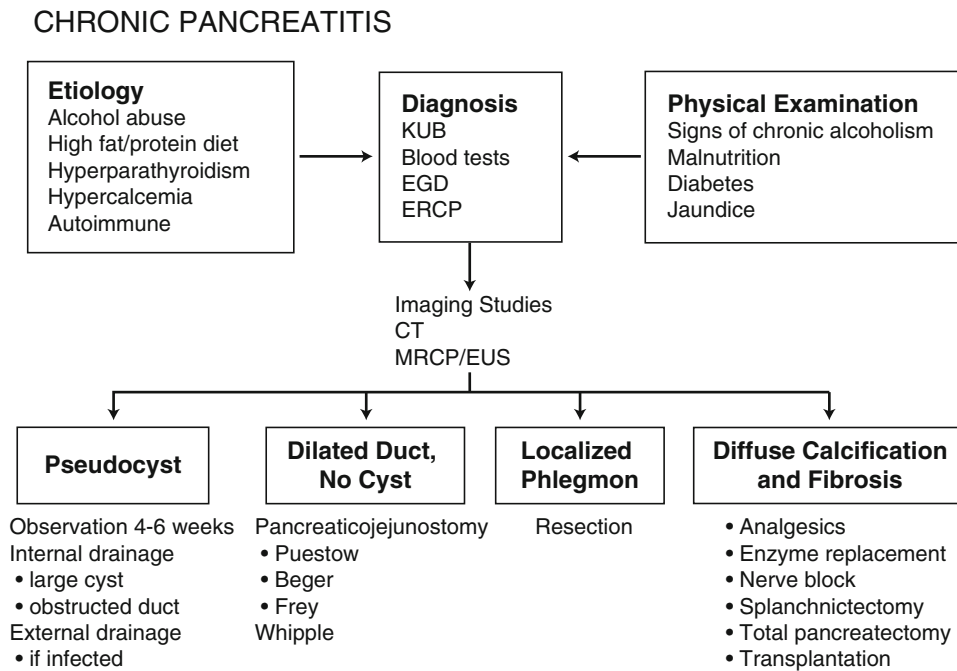 CHRONIC PANCREATITIS
Etiology
Alcohol abuse
High fat/protein diet
Hyperparathyroidism
Hypercalcemia
Autoimmune
Diagnosis
KUB
Blood tests
EGD
ERCP
Physical Examination
Signs of chronic alcoholism
Malnutrition
Diabetes
Jaundice
Imaging Studies
CT
MRCP/EUS
Pseudocyst
Observation 4-6 weeks
Internal drainage
• large cyst
• obstructed duct
External drainage
• if infected
Dilated Duct,
No Cyst
Pancreaticojejunostomy
• Puestow
• Beger
• Frey
Whipple
Localized
Phlegmon
Resection
Diffuse Calcification
and Fibrosis
• Analgesics
• Enzyme replacement
• Nerve block
• Splanchnictectomy
• Total pancreatectomy
• Transplantation